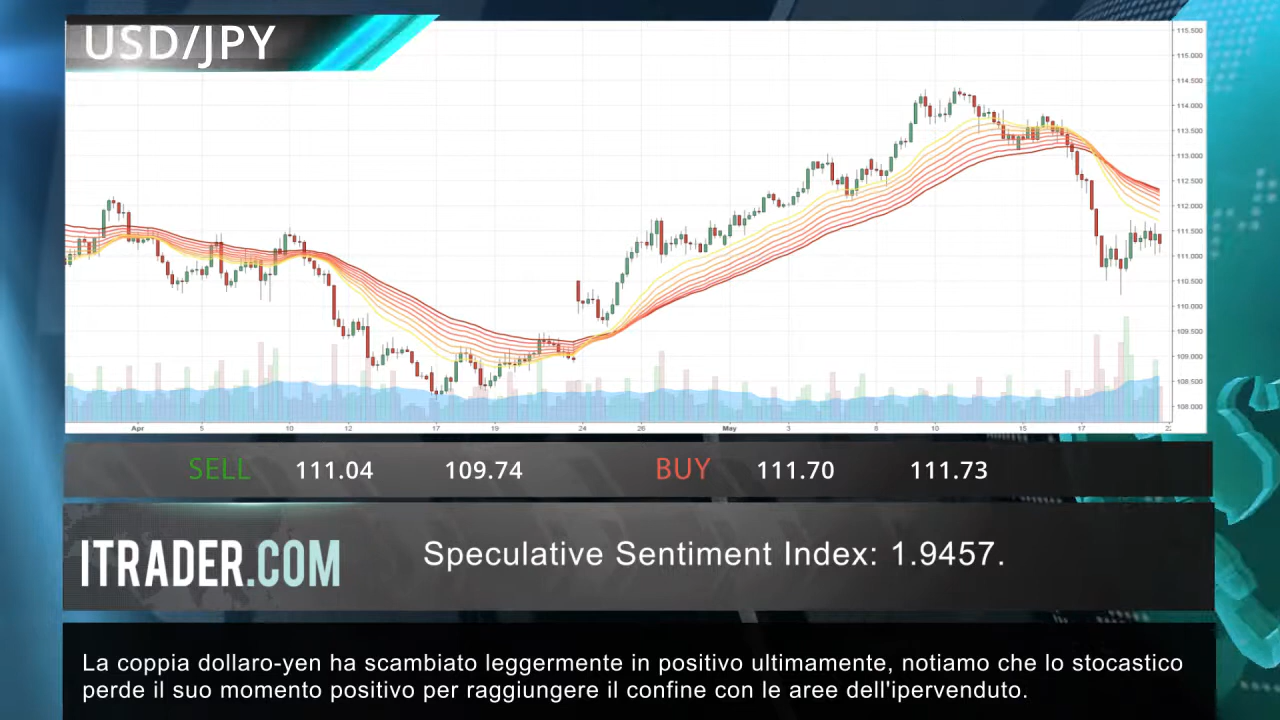 USD/JPY
115.500
115.000
114.500
114.000
113.500
113.000
112.500
112.000
111.500
111.000
110.500
110.000
109.500
109.000
108.500
108.000
Apr 5 10 12 17 19 24 26 May 3 8 10 15 17
SELL 111.04 109.74 BUY 111.70 111.73
ITRADER.COM
Speculative Sentiment Index: 1.9457.
La coppia dollaro-yen ha scambiato leggermente in positivo ultimamente, notiamo che lo stocastico
perde il suo momento positivo per raggiungere il confine con le aree dell'ipervenduto.